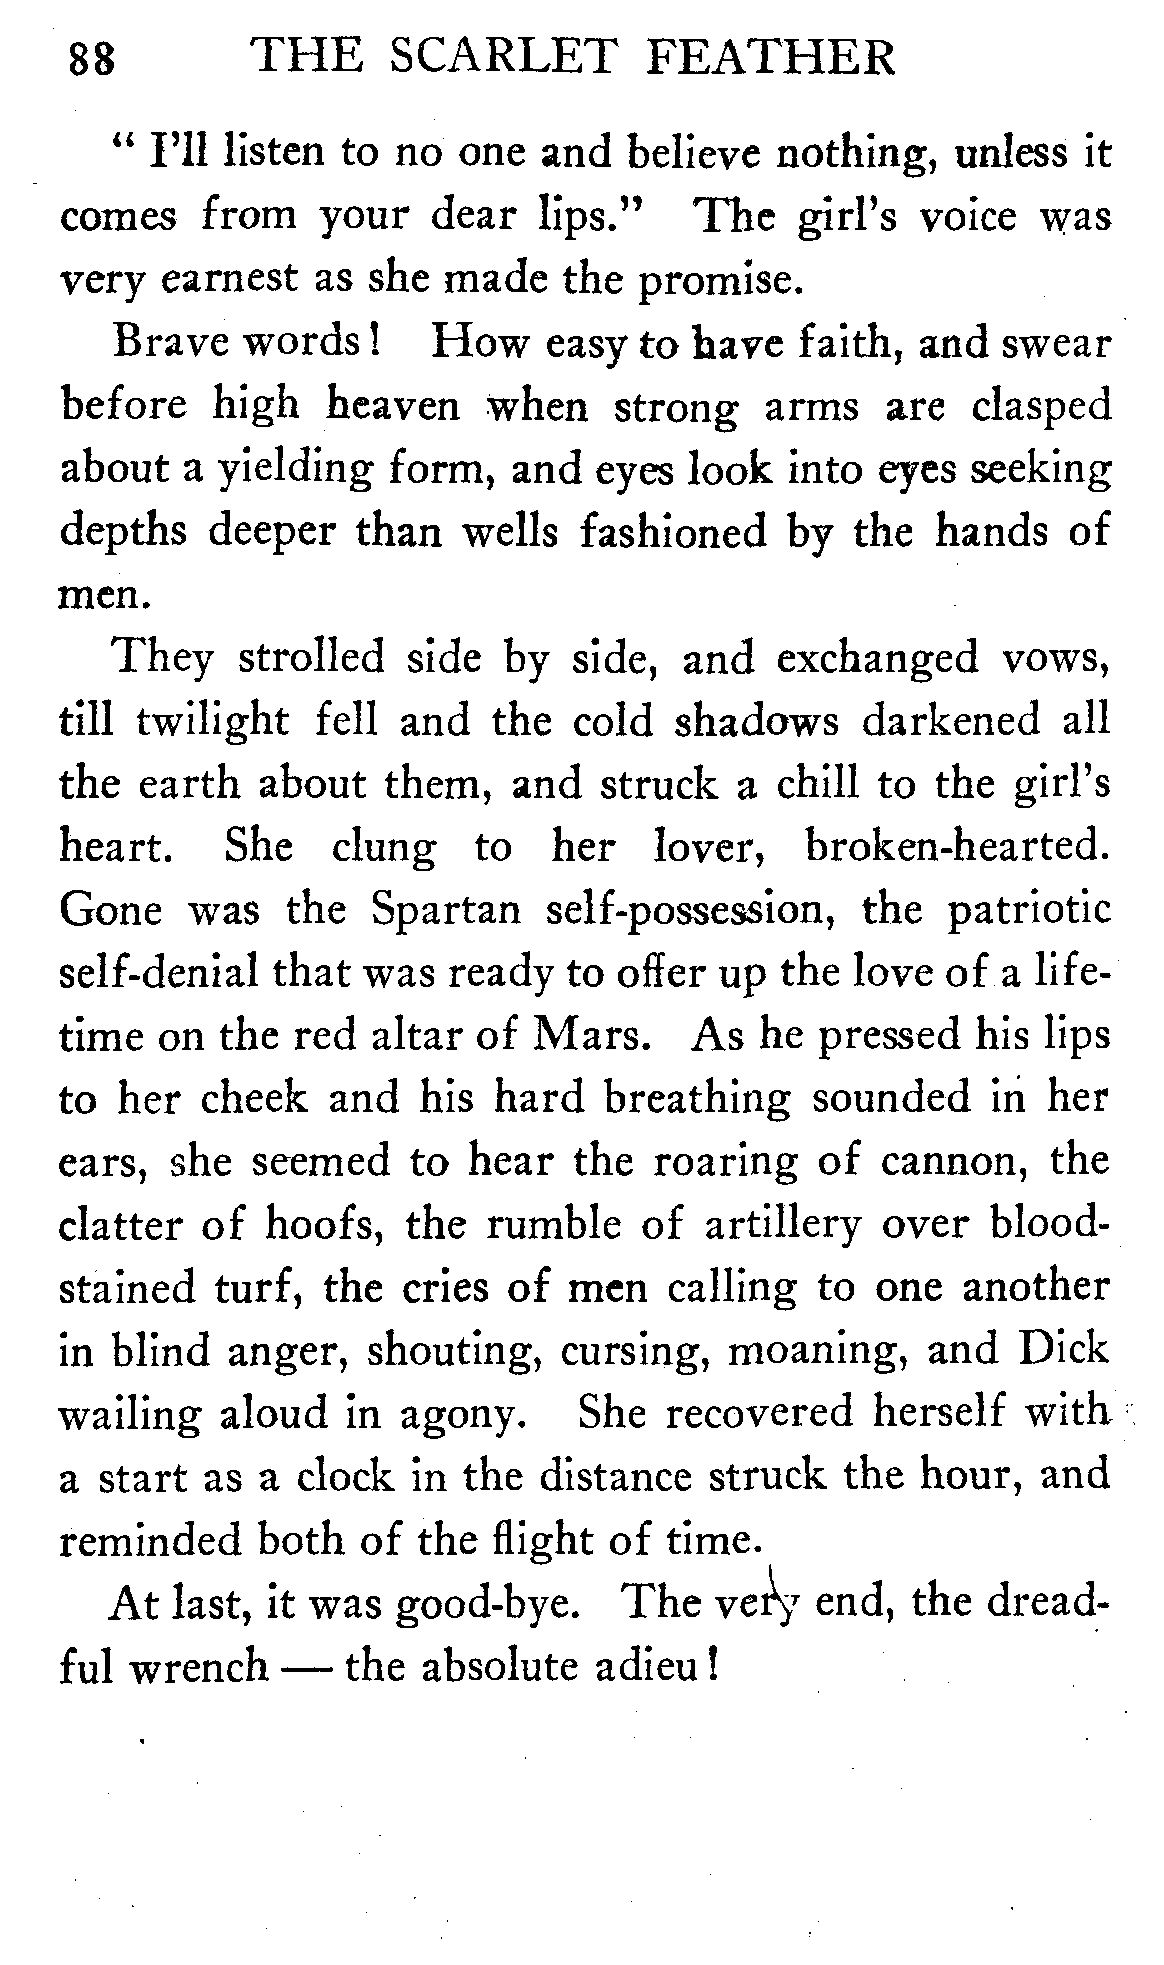 88 THE SCARLET FEATHER
“ I’ll listen to no one and believe nothing, unless it
comes from your dear lips.” The girl’s voice was
very earnest as she made the promise.
Brave words ! How easy to have faith, and swear
before high heaven when strong arms are clasped
about a yielding form, and eyes look into eyes seeking
depths deeper than wells fashioned by the hands of
men.
They strolled side by side, and exchanged vows,
till twilight fell and the cold shadows darkened all
the earth about them, and struck a chill to the girl’s
heart. She clung to her lover, broken-hearted.
Gone was the Spartan self-possession, the patriotic
self-denial that was ready to offer up the love of a life-
time on the red altar of Mars. As he pressed his lips
to her cheek and his hard breathing sounded in her
ears, she seemed to hear the roaring of cannon, the
clatter of hoofs, the rumble of artillery over blood-
stained turf, the cries of men calling to one another
in blind anger, shouting, cursing, moaning, and Dick
wailing aloud in agony. She recovered herself with
a start as a clock in the distance struck the hour, and
reminded both of the flight of time.
At last, it was good-bye. The very end, the dread-
ful wrench — the absolute adieu !